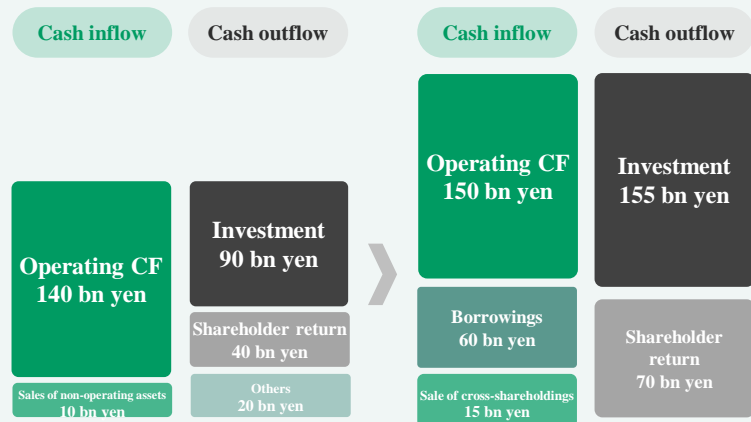 Cash inflow
Cash outflow
Operating CF
140 bn yen
Sales of non-operating assets
10 bn yen
Investment
90 bn yen
Shareholder return
40 bn yen
Others
20 bn yen
Cash inflow
Cash outflow
Operating CF
150 bn yen
Borrowings
60 bn yen
Sale of cross-shareholdings
15 bn yen
Investment
155 bn yen
Shareholder
return
70 bn yen